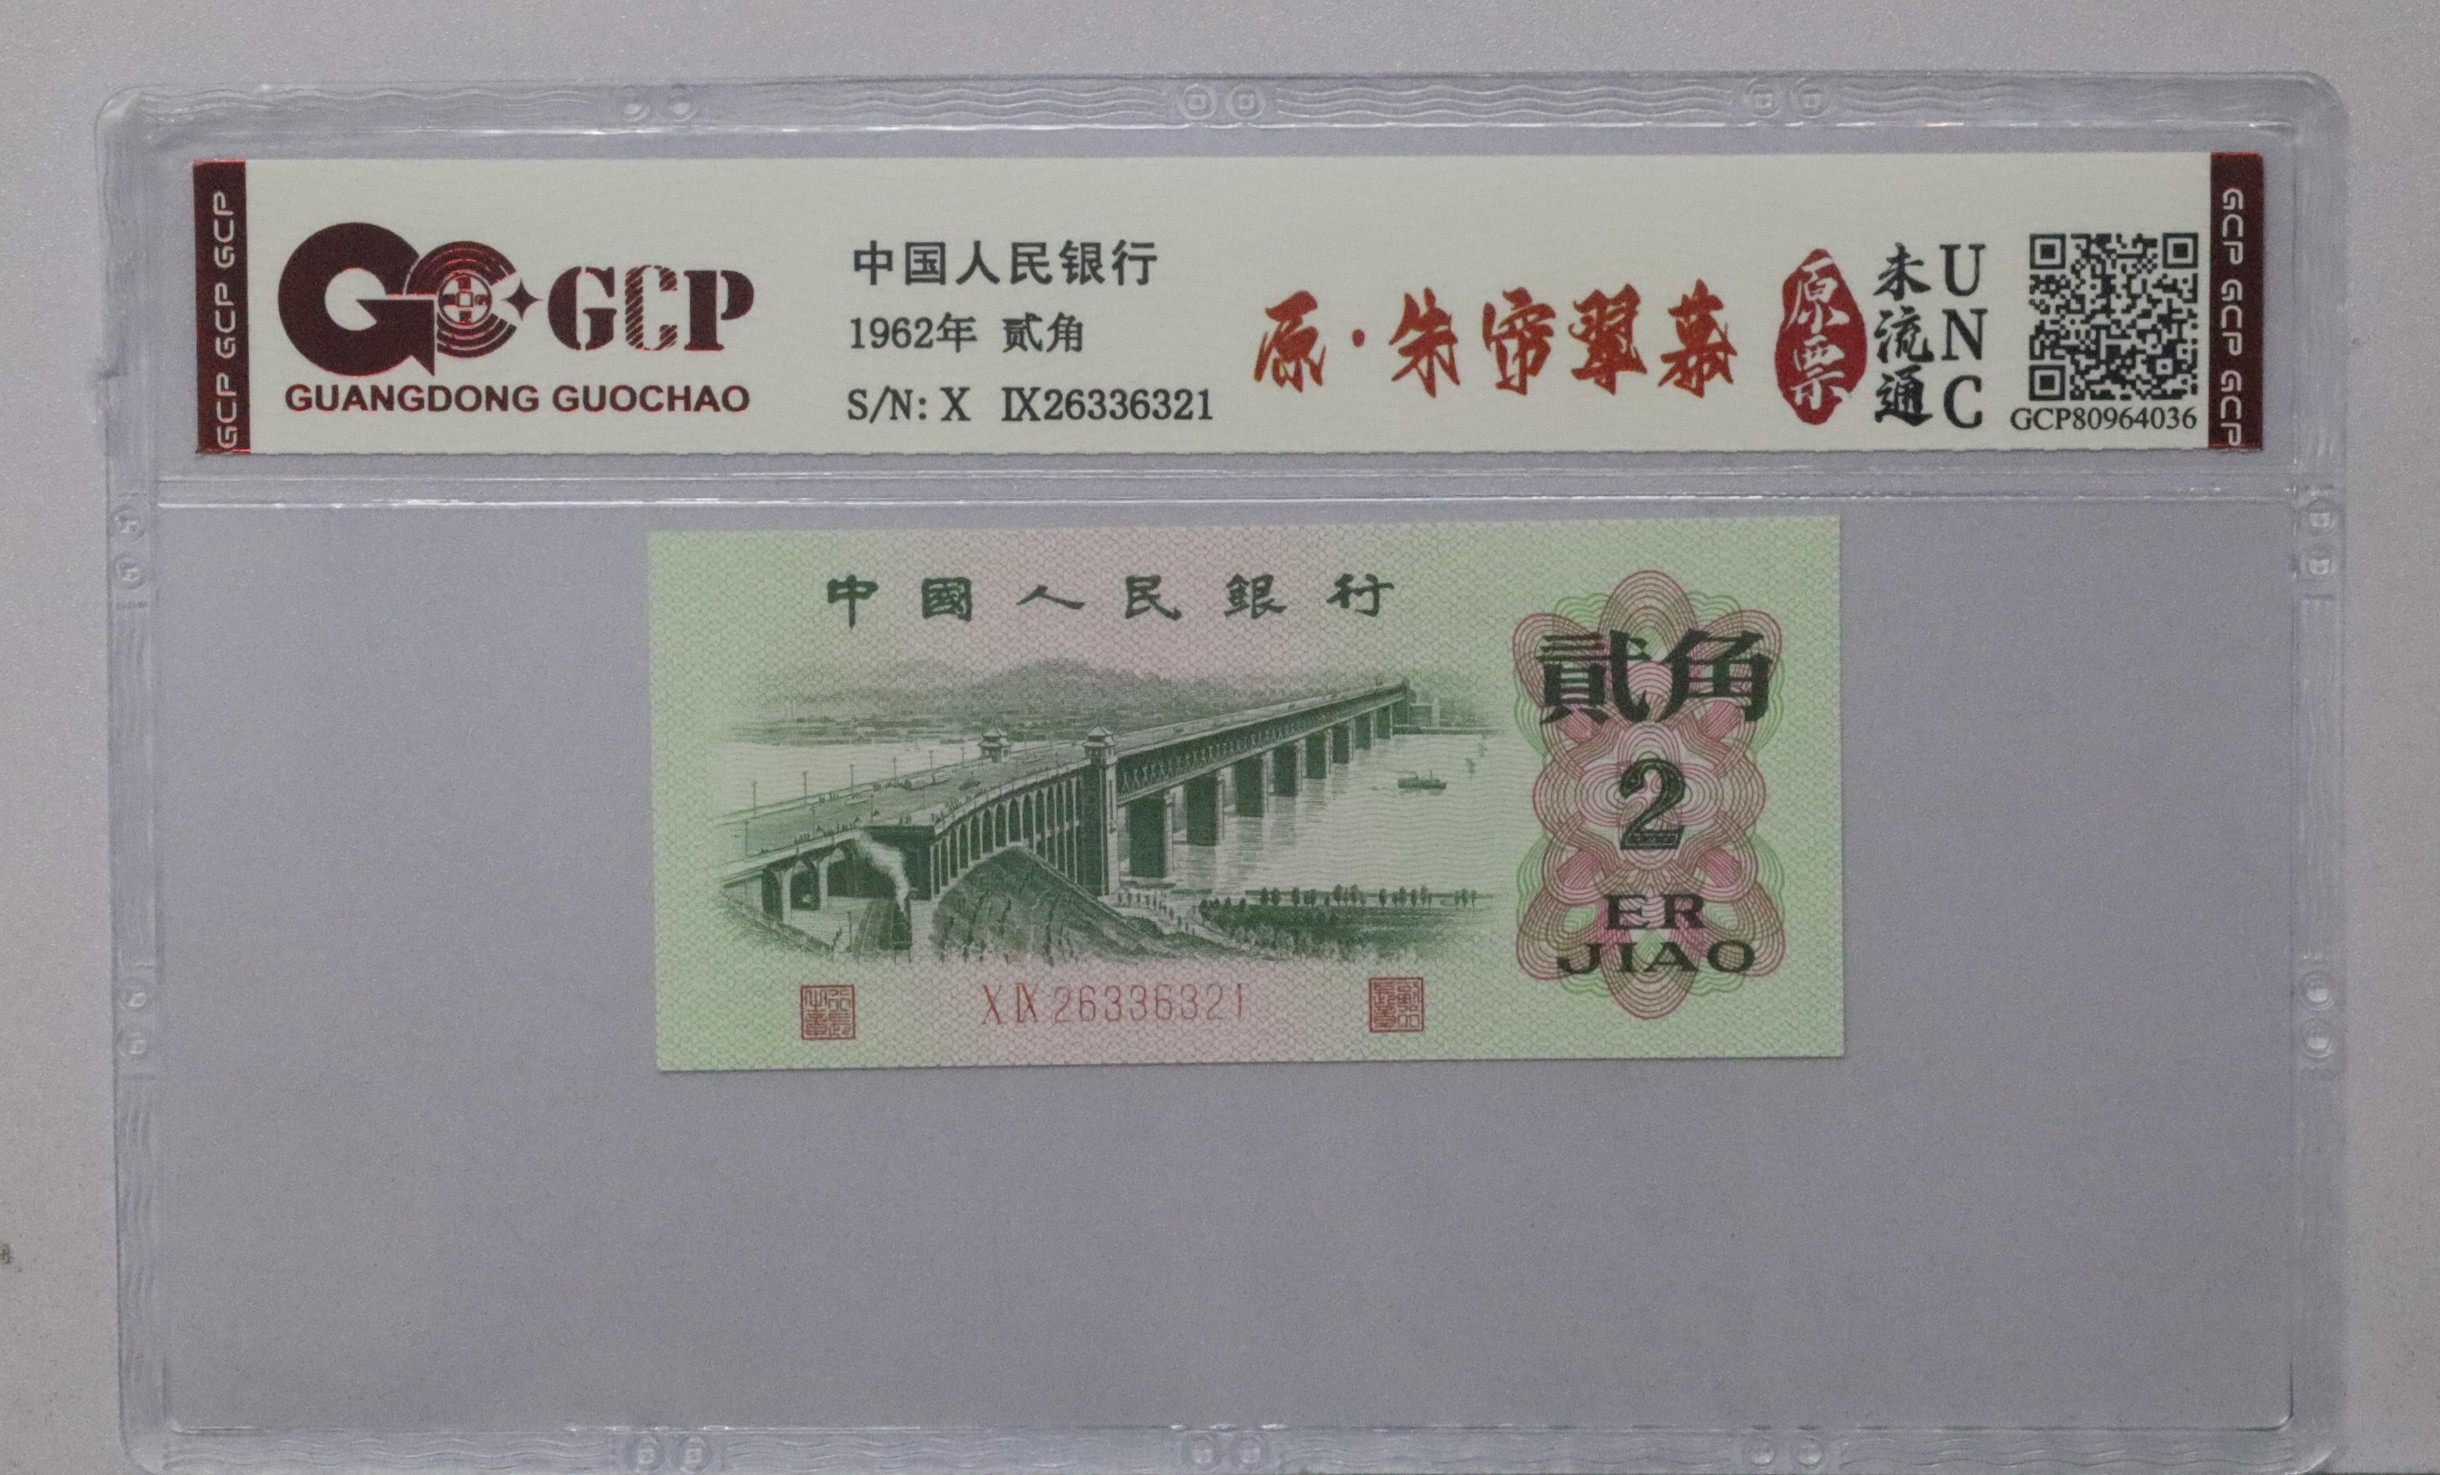 GCP GCP GCP
GCP
GUANGDONG GUOCHAO
中国人民银行
1962年 贰角
S/N: X IX26336321
原·朱帘翠幕
原票
未流通
UNC
GCP80964036
GCP GCP GCP
中國人民銀行
貳角
2
ER
JIAO
X IX 26336321